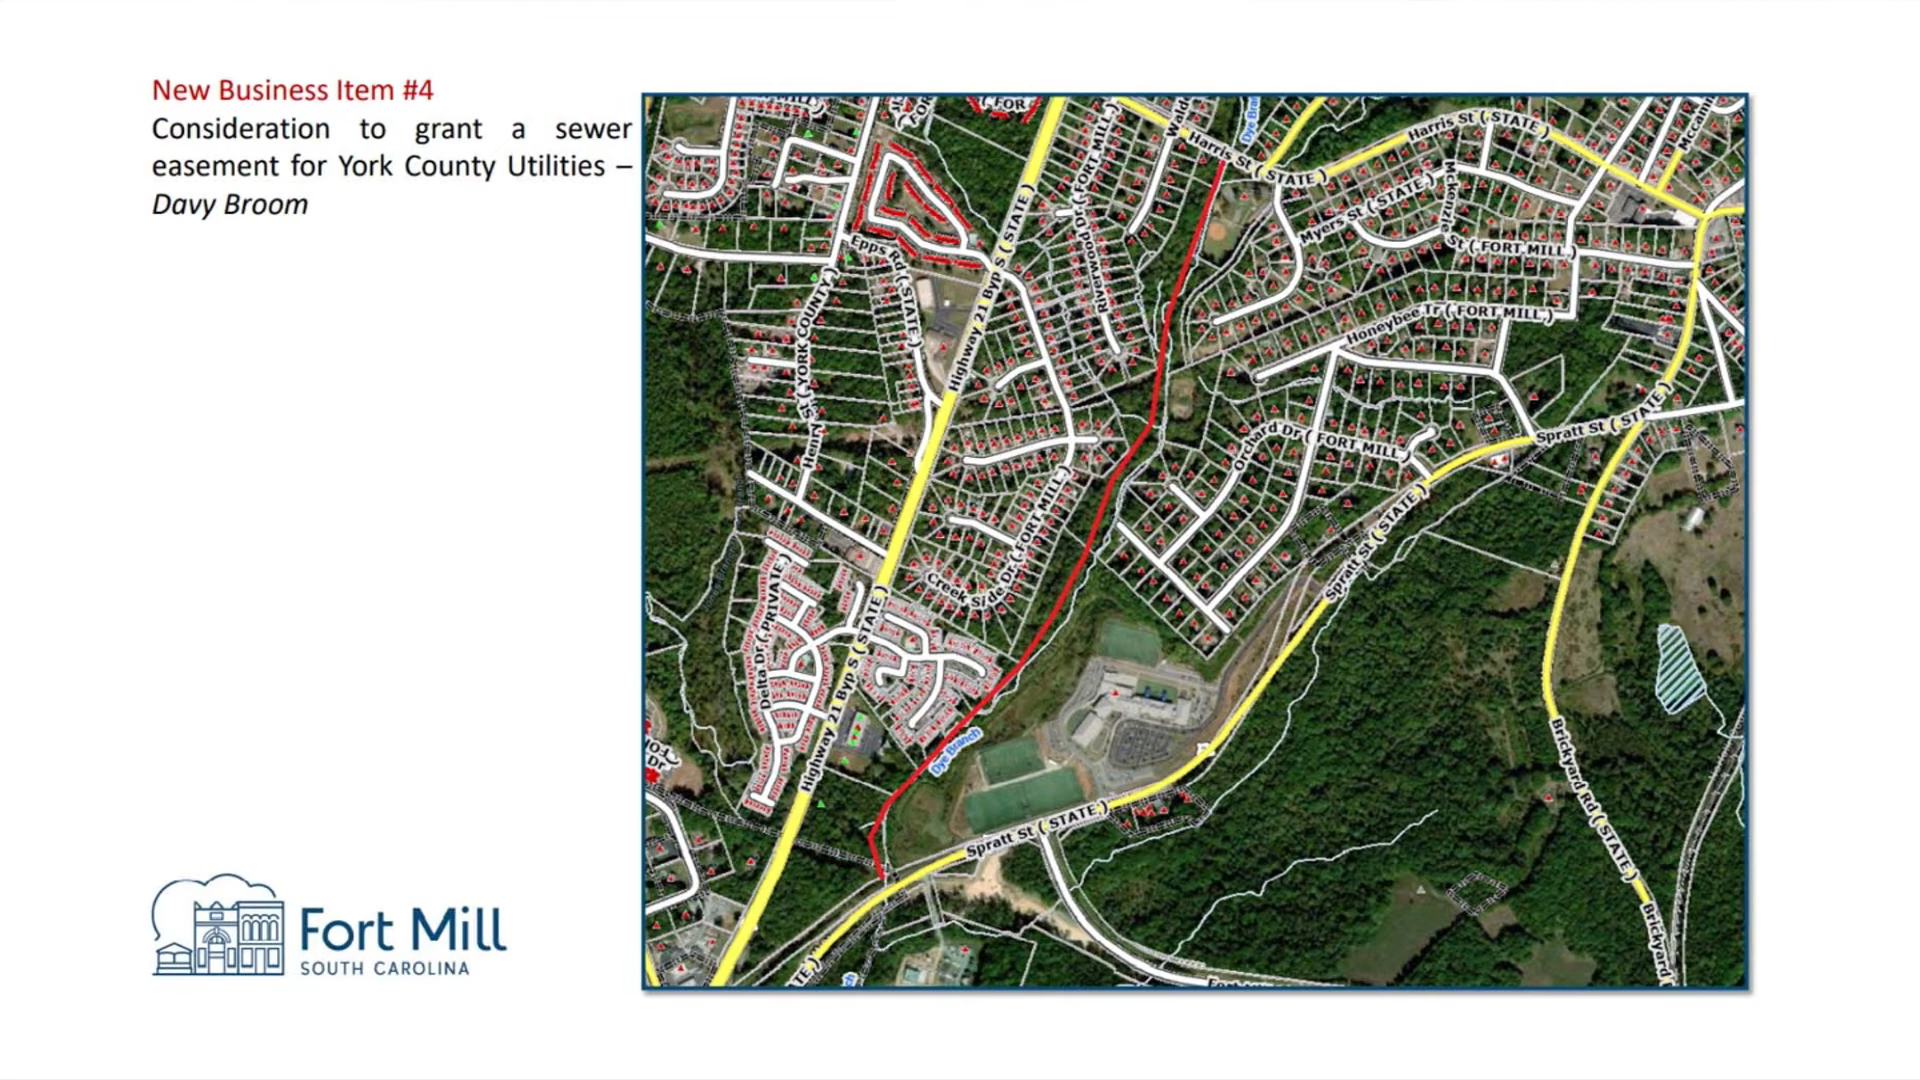 New Business Item #4
Consideration to grant a sewer
easement for York County Utilities –
Davy Broom
Fort Mill
SOUTH CAROLINA
Harris St ( STATE )
Harris St ( STATE )
Riverwood Dr ( FORT MILL )
Myers St ( STATE )
Mckenzie
St ( FORT MILL )
Epps Rd ( STATE )
Henry St ( YORK COUNTY )
Highway 21 Byp S ( STATE )
Honeybee Tr ( FORT MILL )
Orchard Dr ( FORT MILL )
Spratt St ( STATE )
Spratt St ( STATE )
Creek Side Dr ( FORT MILL )
Delta Dr ( PRIVATE )
Highway 21 Byp S ( STATE )
Dye Branch
Spratt St ( STATE )
Brickyard Rd ( STATE )
Brickyard